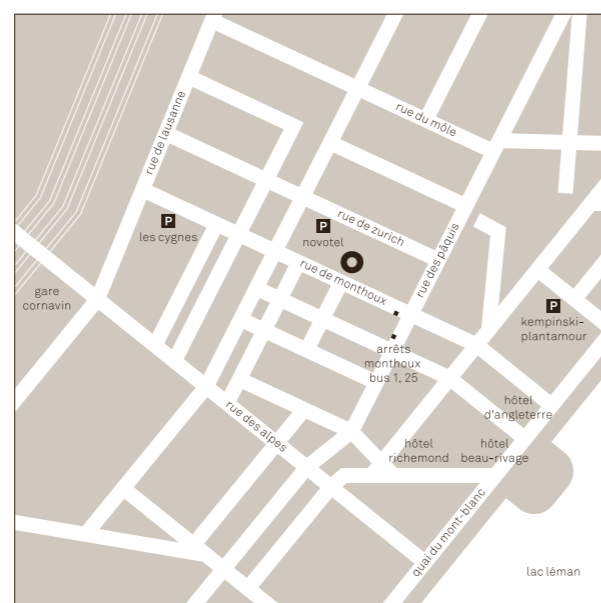 rue du môle
rue de lausanne
P
les cygnes
P
novotel
rue de zurich
rue des pâquis
rue de monthoux
gare
cornavin
P
kempinski–
plantamour
arrêts
monthoux
bus 1, 25
hôtel
d'angleterre
rue des alpes
hôtel
richemond
hôtel
beau-rivage
quai du mont-blanc
lac léman